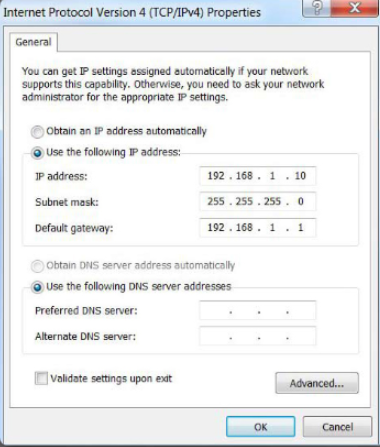 Internet Protocol Version 4 (TCP/IPv4) Properties
General
You can get IP settings assigned automatically if your network
supports this capability. Otherwise, you need to ask your network
administrator for the appropriate IP settings.
Obtain an IP address automatically
Use the following IP address:
IP address: 192 . 168 . 1 . 10
Subnet mask: 255 . 255 . 255 . 0
Default gateway: 192 . 168 . 1 . 1
Obtain DNS server address automatically
Use the following DNS server addresses
Preferred DNS server: . . .
Alternate DNS server: . . .
Validate settings upon exit Advanced...
OK Cancel